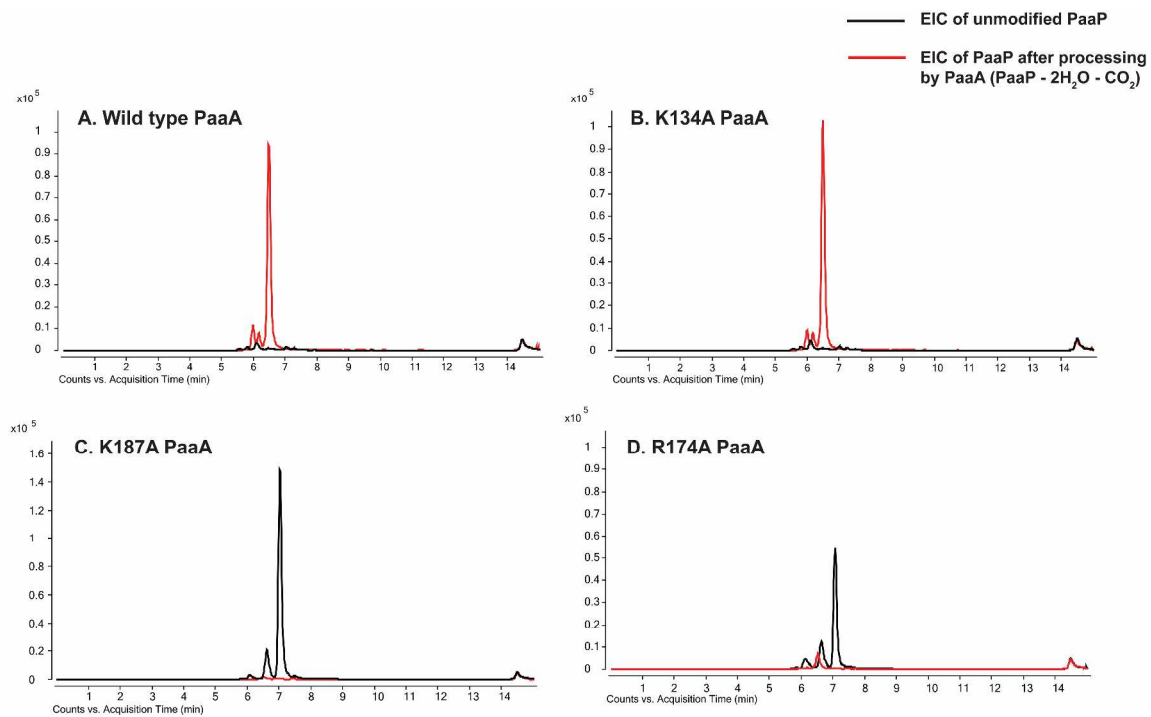 EIC of unmodified PaaP
EIC of PaaP after processing
by PaaA (PaaP - 2H₂O - CO₂)
x10 5
A. Wild type PaaA
1
0.9
0.8
0.7
0.6
0.5
0.4
0.3
0.2
0.1
0
1 2 3 4 5 6 7 8 9 10 11 12 13 14
Counts vs. Acquisition Time (min)
x10 5
B. K134A PaaA
1
0.9
0.8
0.7
0.6
0.5
0.4
0.3
0.2
0.1
0
1 2 3 4 5 6 7 8 9 10 11 12 13 14
Counts vs. Acquisition Time (min)
x10 5
C. K187A PaaA
1.6
1.4
1.2
1
0.8
0.6
0.4
0.2
0
1 2 3 4 5 6 7 8 9 10 11 12 13 14
Counts vs. Acquisition Time (min)
x10 5
D. R174A PaaA
1
0.9
0.8
0.7
0.6
0.5
0.4
0.3
0.2
0.1
0
1 2 3 4 5 6 7 8 9 10 11 12 13 14
Counts vs. Acquisition Time (min)